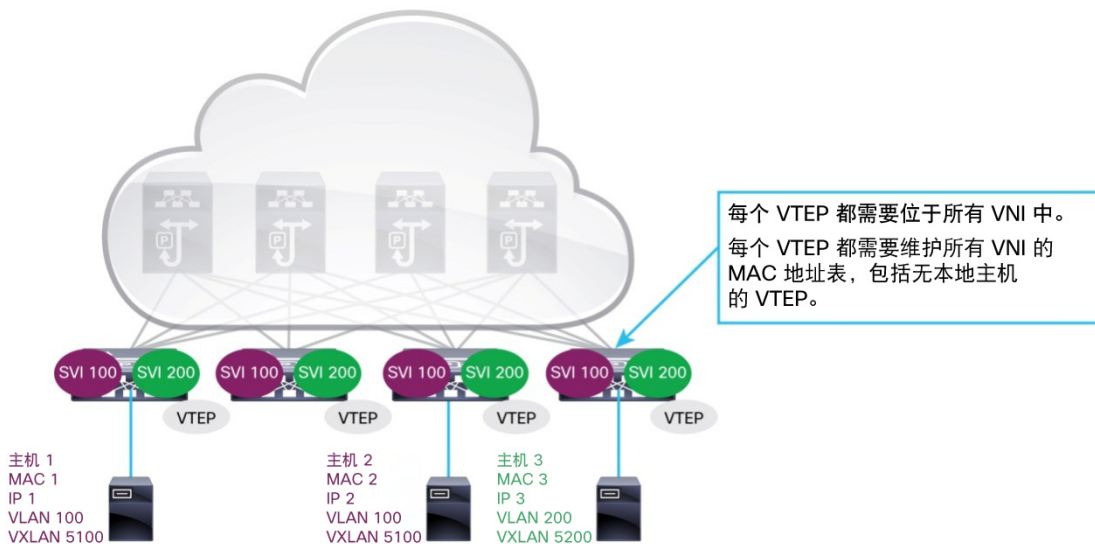 每个 VTEP 都需要位于所有 VNI 中。
每个 VTEP 都需要维护所有 VNI 的
MAC 地址表，包括无本地主机
的 VTEP。
P
P
P
P
SVI 100
SVI 200
SVI 100
SVI 200
SVI 100
SVI 200
SVI 100
SVI 200
VTEP
VTEP
VTEP
VTEP
主机 1
MAC 1
IP 1
VLAN 100
VXLAN 5100
主机 2
MAC 2
IP 2
VLAN 100
VXLAN 5100
主机 3
MAC 3
IP 3
VLAN 200
VXLAN 5200